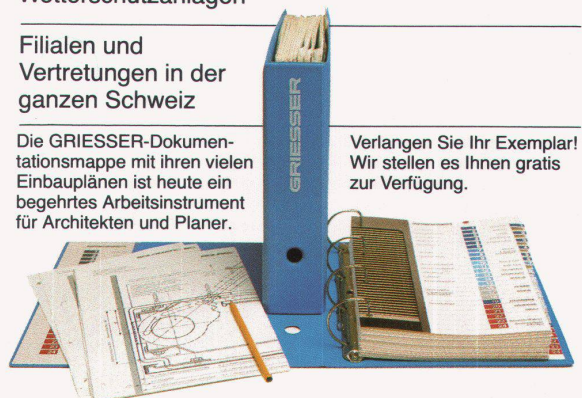 Wetterschutzanlagen
Filialen und
Vertretungen in der
ganzen Schweiz
Die GRIESSER-Dokumen-
tationsmappe mit ihren vielen
Einbauplänen ist heute ein
begehrtes Arbeitsinstrument
für Architekten und Planer.
GRIESSER
Verlangen Sie Ihr Exemplar!
Wir stellen es Ihnen gratis
zur Verfügung.